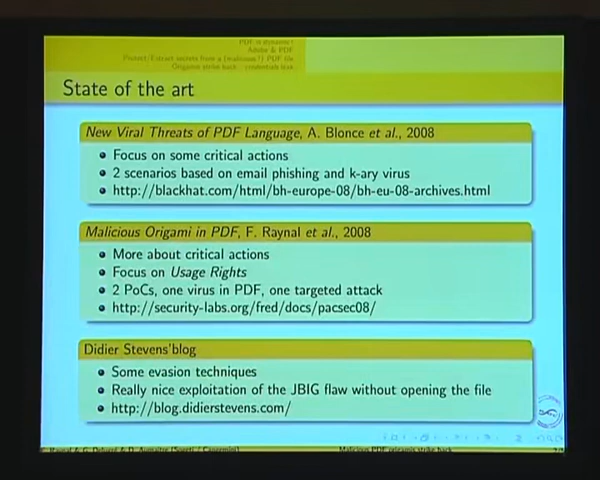 PDF is dynamic !
Adobe & PDF
Protect/Extract secrets from a (malicious?) PDF file
Origamis strike back : credentials leak
State of the art
New Viral Threats of PDF Language, A. Blonce et al., 2008
Focus on some critical actions
2 scenarios based on email phishing and k-ary virus
http://blackhat.com/html/bh-europe-08/bh-eu-08-archives.html
Malicious Origami in PDF, F. Raynal et al., 2008
More about critical actions
Focus on Usage Rights
2 PoCs, one virus in PDF, one targeted attack
http://security-labs.org/fred/docs/pacsec08/
Didier Stevens'blog
Some evasion techniques
Really nice exploitation of the JBIG flaw without opening the file
http://blog.didierstevens.com/
Malicious PDF origamis strike back